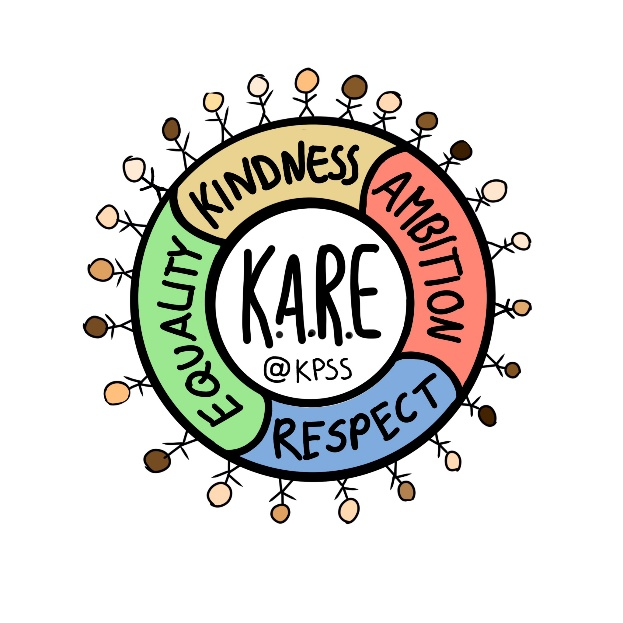 KINDNESS
AMBITION
RESPECT
EQUALITY
K.A.R.E
@KPSS